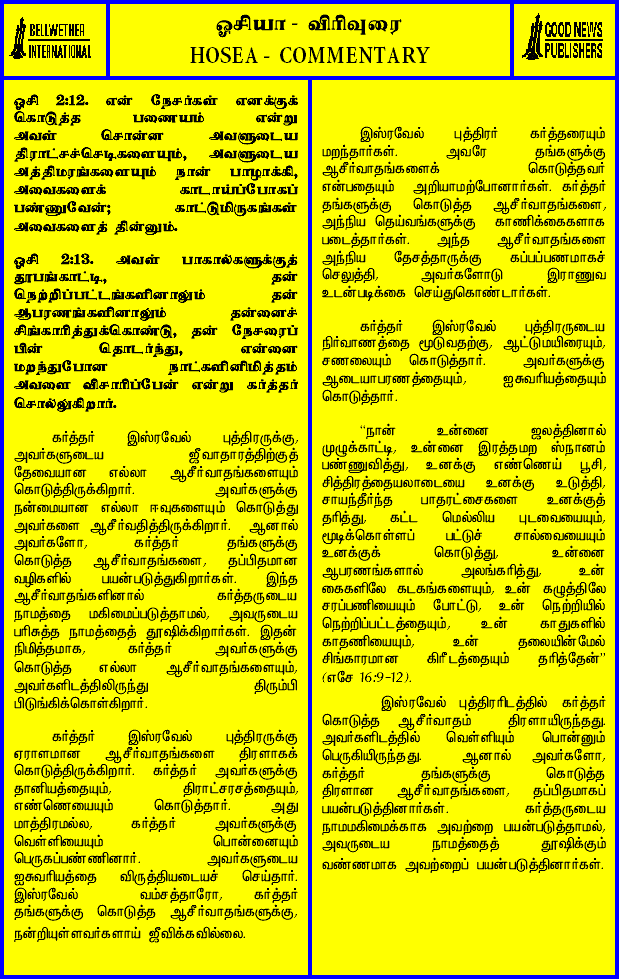 BELLWETHER
INTERNATIONAL
ஓசியா - விரிவுரை
HOSEA - COMMENTARY
GOOD NEWS
PUBLISHERS
ஓசி 2:12. என் நேசர்கள் எனக்குக்
கொடுத்த பணையம் என்று
அவள் சொன்ன அவளுடைய
திராட்சச்செடிகளையும், அவளுடைய
அத்திமரங்களையும் நான் பாழாக்கி,
அவைகளைக் காடாய்ப்போகப்
பண்ணுவேன்; காட்டுமிருகங்கள்
அவைகளைத் தின்னும்.
ஓசி 2:13. அவள் பாகால்களுக்குத்
தூபங்காட்டி, தன்
நெற்றிப்பட்டங்களினாலும் தன்
ஆபரணங்களினாலும் தன்னைச்
சிங்காரித்துக்கொண்டு, தன் நேசரைப்
பின் தொடர்ந்து, என்னை
மறந்துபோன நாட்களினிமித்தம்
அவளை விசாரிப்பேன் என்று கர்த்தர்
சொல்லுகிறார்.
கர்த்தர் இஸ்ரவேல் புத்திரருக்கு,
அவர்களுடைய ஜீவாதாரத்திற்குத்
தேவையான எல்லா ஆசீர்வாதங்களையும்
கொடுத்திருக்கிறார். அவர்களுக்கு
நன்மையான எல்லா ஈவுகளையும் கொடுத்து
அவர்களை ஆசீர்வதித்திருக்கிறார். ஆனால்
அவர்களோ, கர்த்தர் தங்களுக்கு
கொடுத்த ஆசீர்வாதங்களை, தப்பிதமான
வழிகளில் பயன்படுத்துகிறார்கள். இந்த
ஆசீர்வாதங்களினால் கர்த்தருடைய
நாமத்தை மகிமைப்படுத்தாமல், அவருடைய
பரிசுத்த நாமத்தைத் தூஷிக்கிறார்கள். இதன்
நிமித்தமாக, கர்த்தர் அவர்களுக்கு
கொடுத்த எல்லா ஆசீர்வாதங்களையும்,
அவர்களிடத்திலிருந்து திரும்பி
பிடுங்கிக்கொள்கிறார்.
கர்த்தர் இஸ்ரவேல் புத்திரருக்கு
ஏராளமான ஆசீர்வாதங்களை திரளாகக்
கொடுத்திருக்கிறார். கர்த்தர் அவர்களுக்கு
தானியத்தையும், திராட்சரசத்தையும்,
எண்ணெயையும் கொடுத்தார். அது
மாத்திரமல்ல, கர்த்தர் அவர்களுக்கு
வெள்ளியையும் பொன்னையும்
பெருகப்பண்ணினார். அவர்களுடைய
ஐசுவரியத்தை விருத்தியடையச் செய்தார்.
இஸ்ரவேல் வம்சத்தாரோ, கர்த்தர்
தங்களுக்கு கொடுத்த ஆசீர்வாதங்களுக்கு,
நன்றியுள்ளவர்களாய் ஜீவிக்கவில்லை.
இஸ்ரவேல் புத்திரர் கர்த்தரையும்
மறந்தார்கள். அவரே தங்களுக்கு
ஆசீர்வாதங்களைக் கொடுத்தவர்
என்பதையும் அறியாமற்போனார்கள். கர்த்தர்
தங்களுக்கு கொடுத்த ஆசீர்வாதங்களை,
அந்நிய தெய்வங்களுக்கு காணிக்கைகளாக
படைத்தார்கள். அந்த ஆசீர்வாதங்களை
அந்நிய தேசத்தாருக்கு கப்பப்பணமாகச்
செலுத்தி, அவர்களோடு இராணுவ
உடன்படிக்கை செய்துகொண்டார்கள்.
கர்த்தர் இஸ்ரவேல் புத்திரருடைய
நிர்வாணத்தை மூடுவதற்கு, ஆட்டுமயிரையும்,
சணலையும் கொடுத்தார். அவர்களுக்கு
ஆடையாபரணத்தையும், ஐசுவரியத்தையும்
கொடுத்தார்.
"நான் உன்னை ஜலத்தினால்
முழுக்காட்டி, உன்னை இரத்தமற ஸ்நானம்
பண்ணுவித்து, உனக்கு எண்ணெய் பூசி,
சித்திரத்தையலாடையை உனக்கு உடுத்தி,
சாயந்தீர்ந்த பாதரட்சைகளை உனக்குத்
தரித்து, கட்ட மெல்லிய புடவையையும்,
மூடிக்கொள்ளப் பட்டுச் சால்வையையும்
உனக்குக் கொடுத்து, உன்னை
ஆபரணங்களால் அலங்கரித்து, உன்
கைகளிலே கடகங்களையும், உன் கழுத்திலே
சரப்பணியையும் போட்டு, உன் நெற்றியில்
நெற்றிப்பட்டத்தையும், உன் காதுகளில்
காதணியையும், உன் தலையின்மேல்
சிங்காரமான கிரீடத்தையும் தரித்தேன்"
(எசே 16:9-12).
இஸ்ரவேல் புத்திரரிடத்தில் கர்த்தர்
கொடுத்த ஆசீர்வாதம் திரளாயிருந்தது.
அவர்களிடத்தில் வெள்ளியும் பொன்னும்
பெருகியிருந்தது. ஆனால் அவர்களோ,
கர்த்தர் தங்களுக்கு கொடுத்த
திரளான ஆசீர்வாதங்களை, தப்பிதமாகப்
பயன்படுத்தினார்கள். கர்த்தருடைய
நாமமகிமைக்காக அவற்றை பயன்படுத்தாமல்,
அவருடைய நாமத்தைத் தூஷிக்கும்
வண்ணமாக அவற்றைப் பயன்படுத்தினார்கள்.